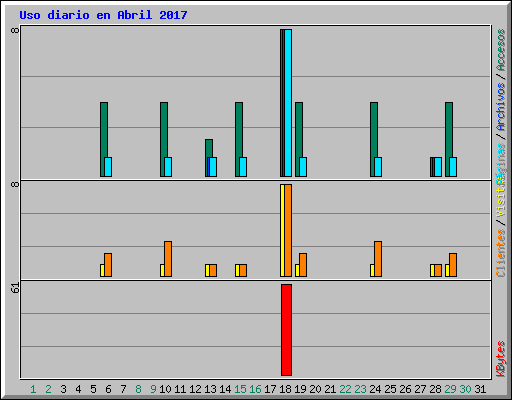 Uso diario en Abril 2017
8
8
61
Accesos / Archivos / Páginas
Visitas / Clientes
KBytes
1 2 3 4 5 6 7 8 9 10 11 12 13 14 15 16 17 18 19 20 21 22 23 24 25 26 27 28 29 30 31